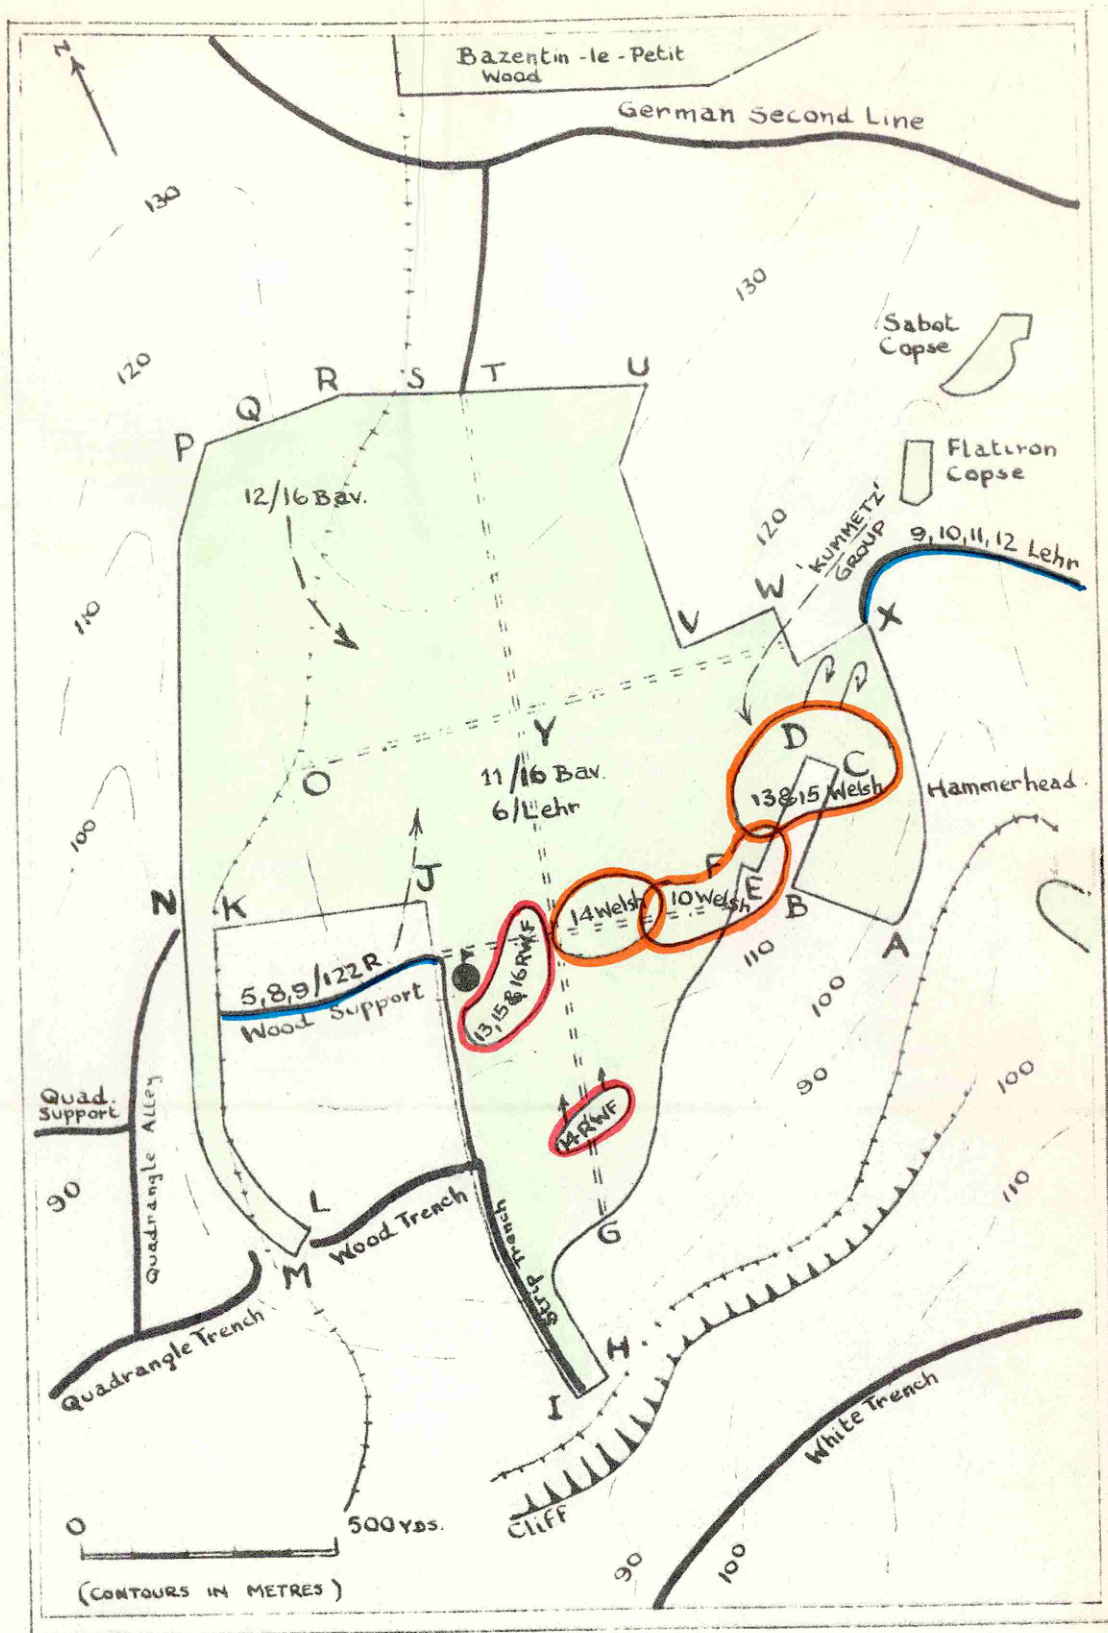 Z
Bazentin-le-Petit
Wood
German Second Line
130
130
Sabot
Copse
120
R
S
T
U
Q
P
Flatiron
Copse
12/16 Bav.
120
'KUMMETZ'
GROUP
9,10,11,12 Lehr
110
W
X
V
Y
D
O
C
11/16 Bav.
6/Lehr
13&15 Welsh
Hammerhead
100
J
F
E
N
K
14 Welsh
10 Welsh
B
A
5,8,9/122 R.
Wood Support
13,15&16 RWF
110
100
90
100
Quad.
Support
Quadrangle Alley
14 RWF
90
110
L
Wood Trench
Strip Trench
G
M
Quadrangle Trench
H
I
White Trench
0
500 YDS.
Cliff
(CONTOURS IN METRES)
90
100